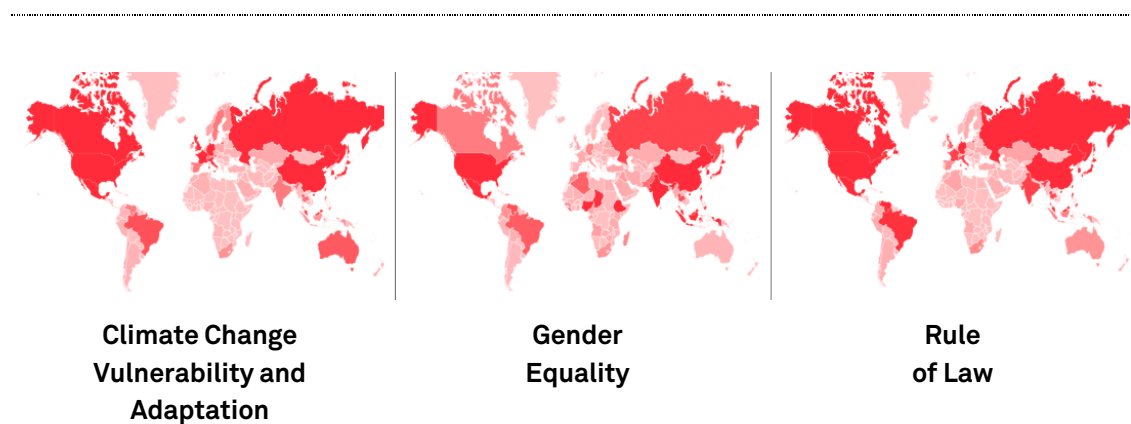 Climate Change
Vulnerability and
Adaptation
Gender
Equality
Rule
of Law